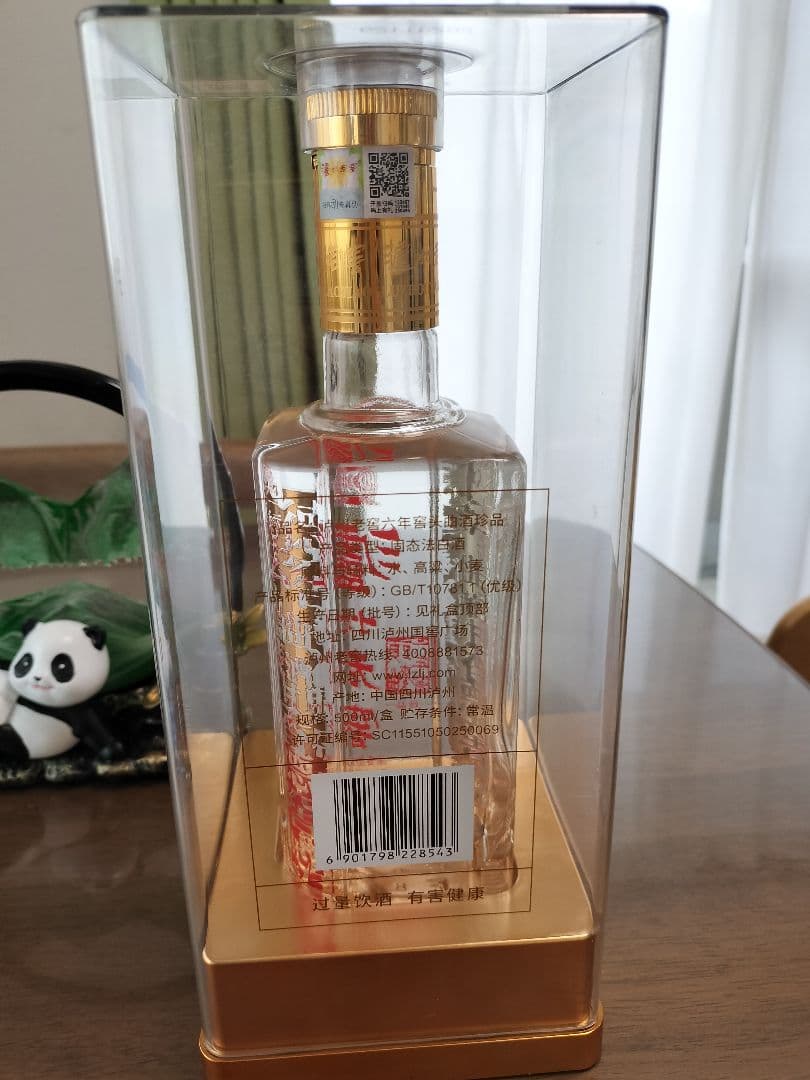 泸州老窖六年窖头曲酒珍品
固态法白酒
水、高粱、小麦
产品标准号（等级）：GB/T10781.1（优级）
生产日期（批号）：见礼盒顶部
地址：四川泸州国窖广场
泸州老窖热线：4008881573
网址：www.lzlj.com
产地：中国四川泸州
规格：500ml/盒 贮存条件：常温
许可证编号：SC11551050250069
6 901798 228543
过量饮酒 有害健康